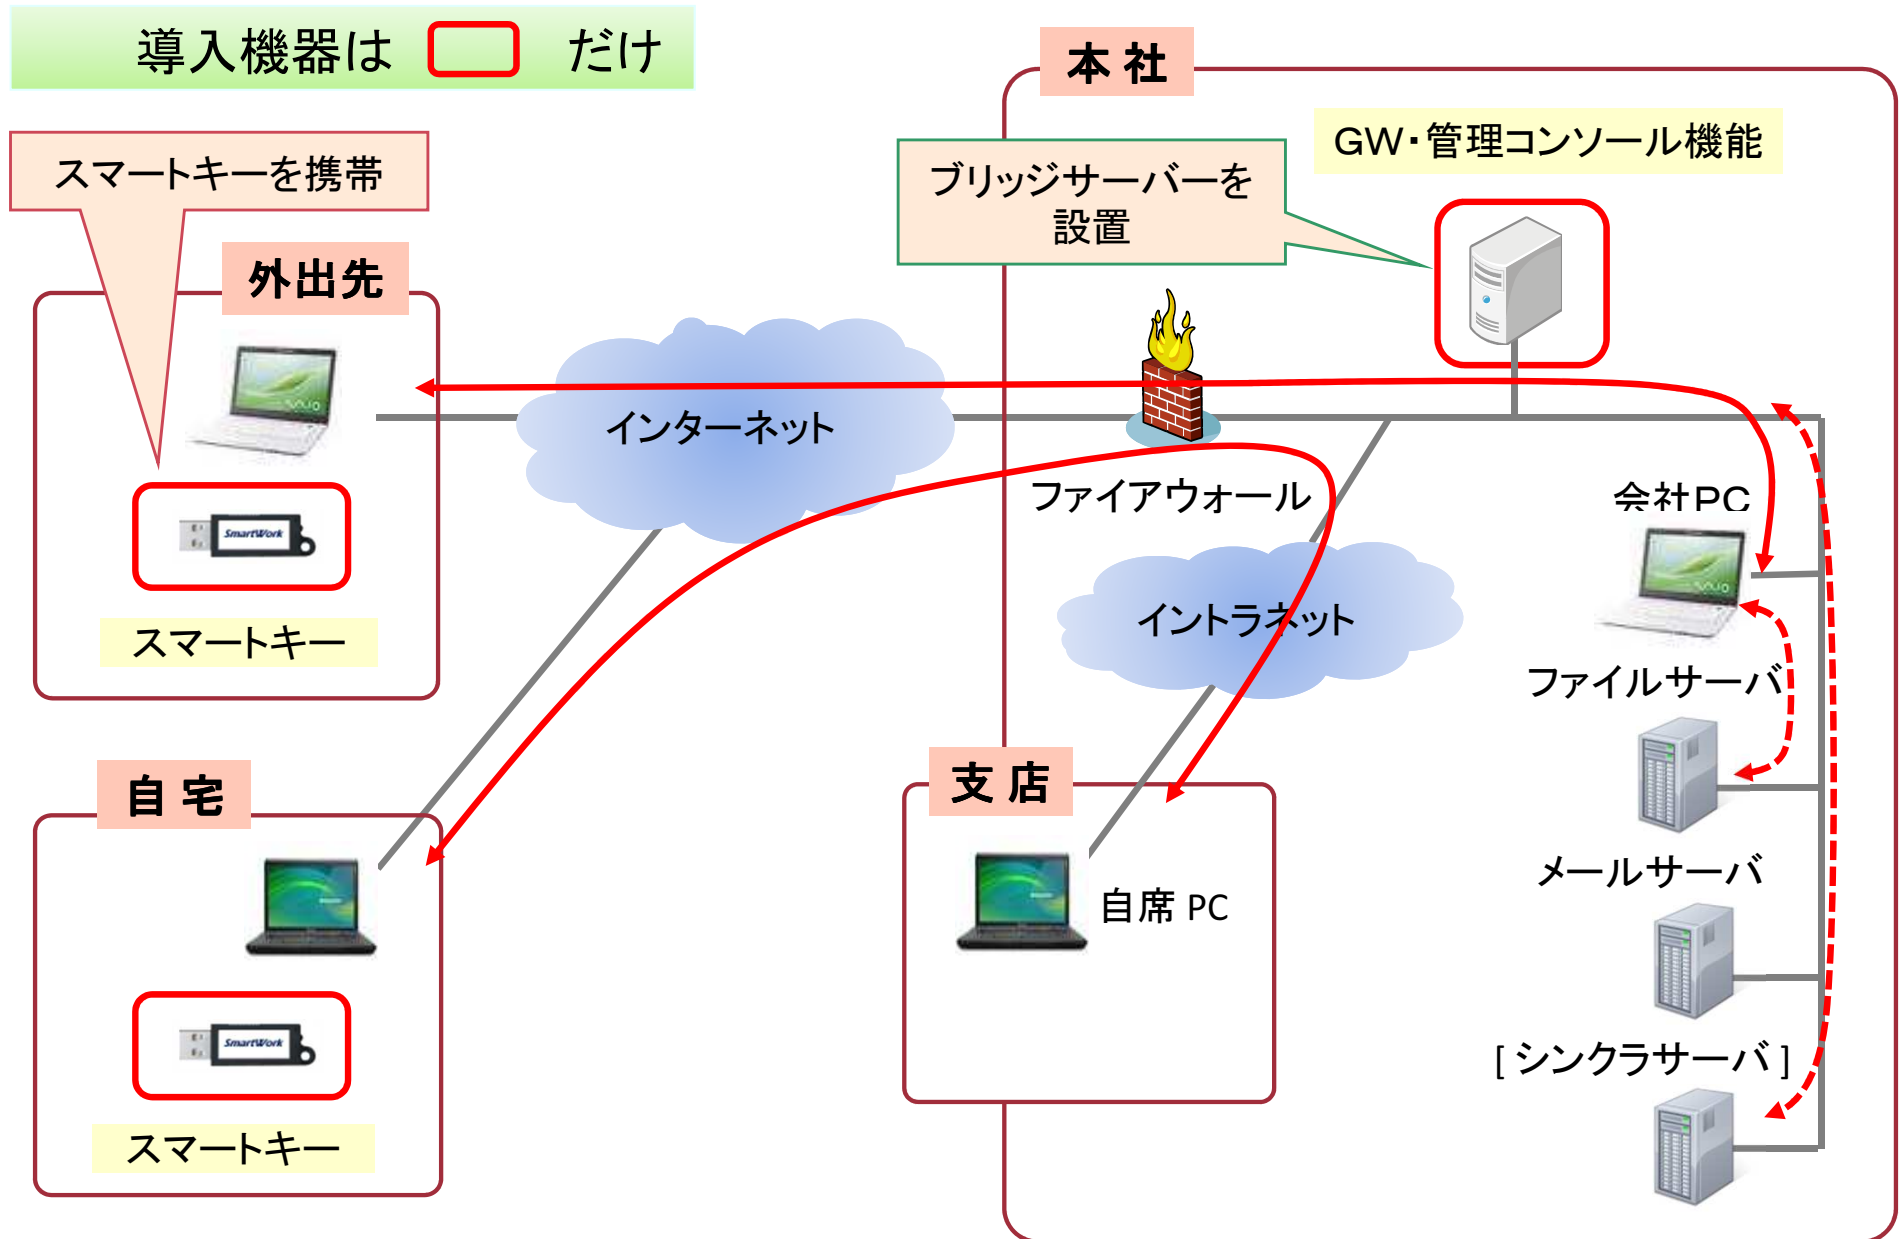 導入機器は だけ
本 社
GW・管理コンソール機能
スマートキーを携帯
ブリッジサーバーを
設置
外出先
インターネット
ファイアウォール
会社PC
SmartWork
イントラネット
スマートキー
ファイルサーバ
自 宅
支 店
メールサーバ
自席 PC
SmartWork
[ シンクラサーバ ]
スマートキー